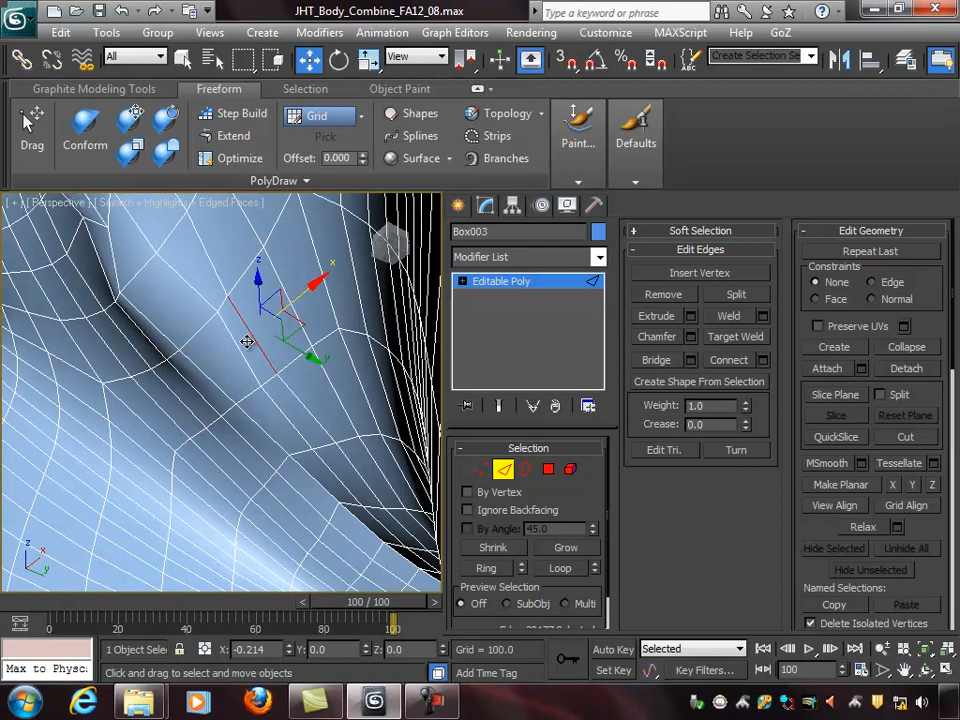 JHT_Body_Combine_FA12_08.max
Type a keyword or phrase
Edit Tools Group Views Create Modifiers Animation Graph Editors Rendering Customize MAXScript Help GoZ
All View 3 Create Selection Se
Graphite Modeling Tools Freeform Selection Object Paint
Drag Conform Step Build Extend Optimize Grid Pick Offset: 0.000 Shapes Splines Surface Topology Strips Branches Paint... Defaults
PolyDraw
[ + ] [ Perspective ] [ Smooth + Highlights + Edged Faces ]
z x y
z x y
Box003
Modifier List
Editable Poly
Selection
By Vertex
Ignore Backfacing
By Angle: 45.0
Shrink Grow
Ring Loop
Preview Selection
Off SubObj Multi
Soft Selection
Edit Edges
Insert Vertex
Remove Split
Extrude Weld
Chamfer Target Weld
Bridge Connect
Create Shape From Selection
Weight: 1.0
Crease: 0.0
Edit Tri. Turn
Edit Geometry
Repeat Last
Constraints
None Edge
Face Normal
Preserve UVs
Create Collapse
Attach Detach
Slice Plane Split
Slice Reset Plane
QuickSlice Cut
MSmooth Tessellate
Make Planar X Y Z
View Align Grid Align
Relax
Hide Selected Unhide All
Hide Unselected
Named Selections:
Copy Paste
Delete Isolated Vertices
< 100 / 100 >
0 20 40 60 80 100
1 Object Selec X: -0.214 Y: 0.0 Z: 0.0 Grid = 100.0 Auto Key Selected
Max to Physc Click and drag to select and move objects Add Time Tag Set Key Key Filters... 100